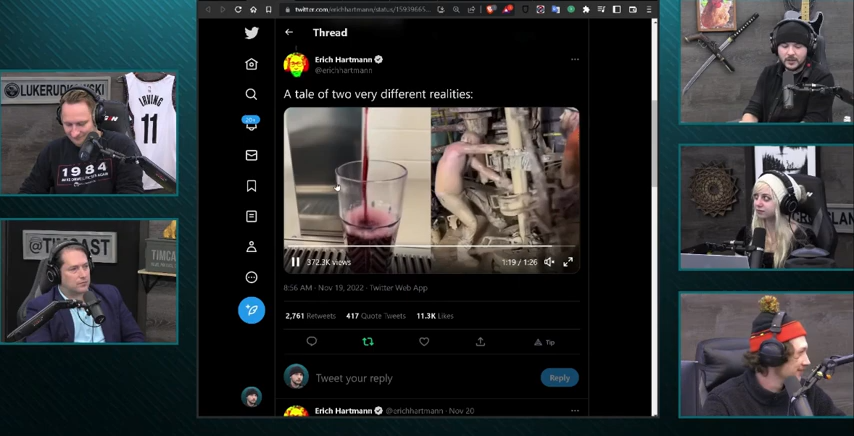 twitter.com/erichhartmann/status/15939665...
Thread
Erich Hartmann
@erichhartmann
A tale of two very different realities:
372.3K views
1:19 / 1:26
8:56 AM · Nov 19, 2022 · Twitter Web App
2,761 Retweets 417 Quote Tweets 11.3K Likes
Tip
Tweet your reply
Reply
Erich Hartmann @erichhartmann · Nov 20
20+
LUKERUDKOWSKI
IRVING
11
1984
@TIMCAST
TIMCA